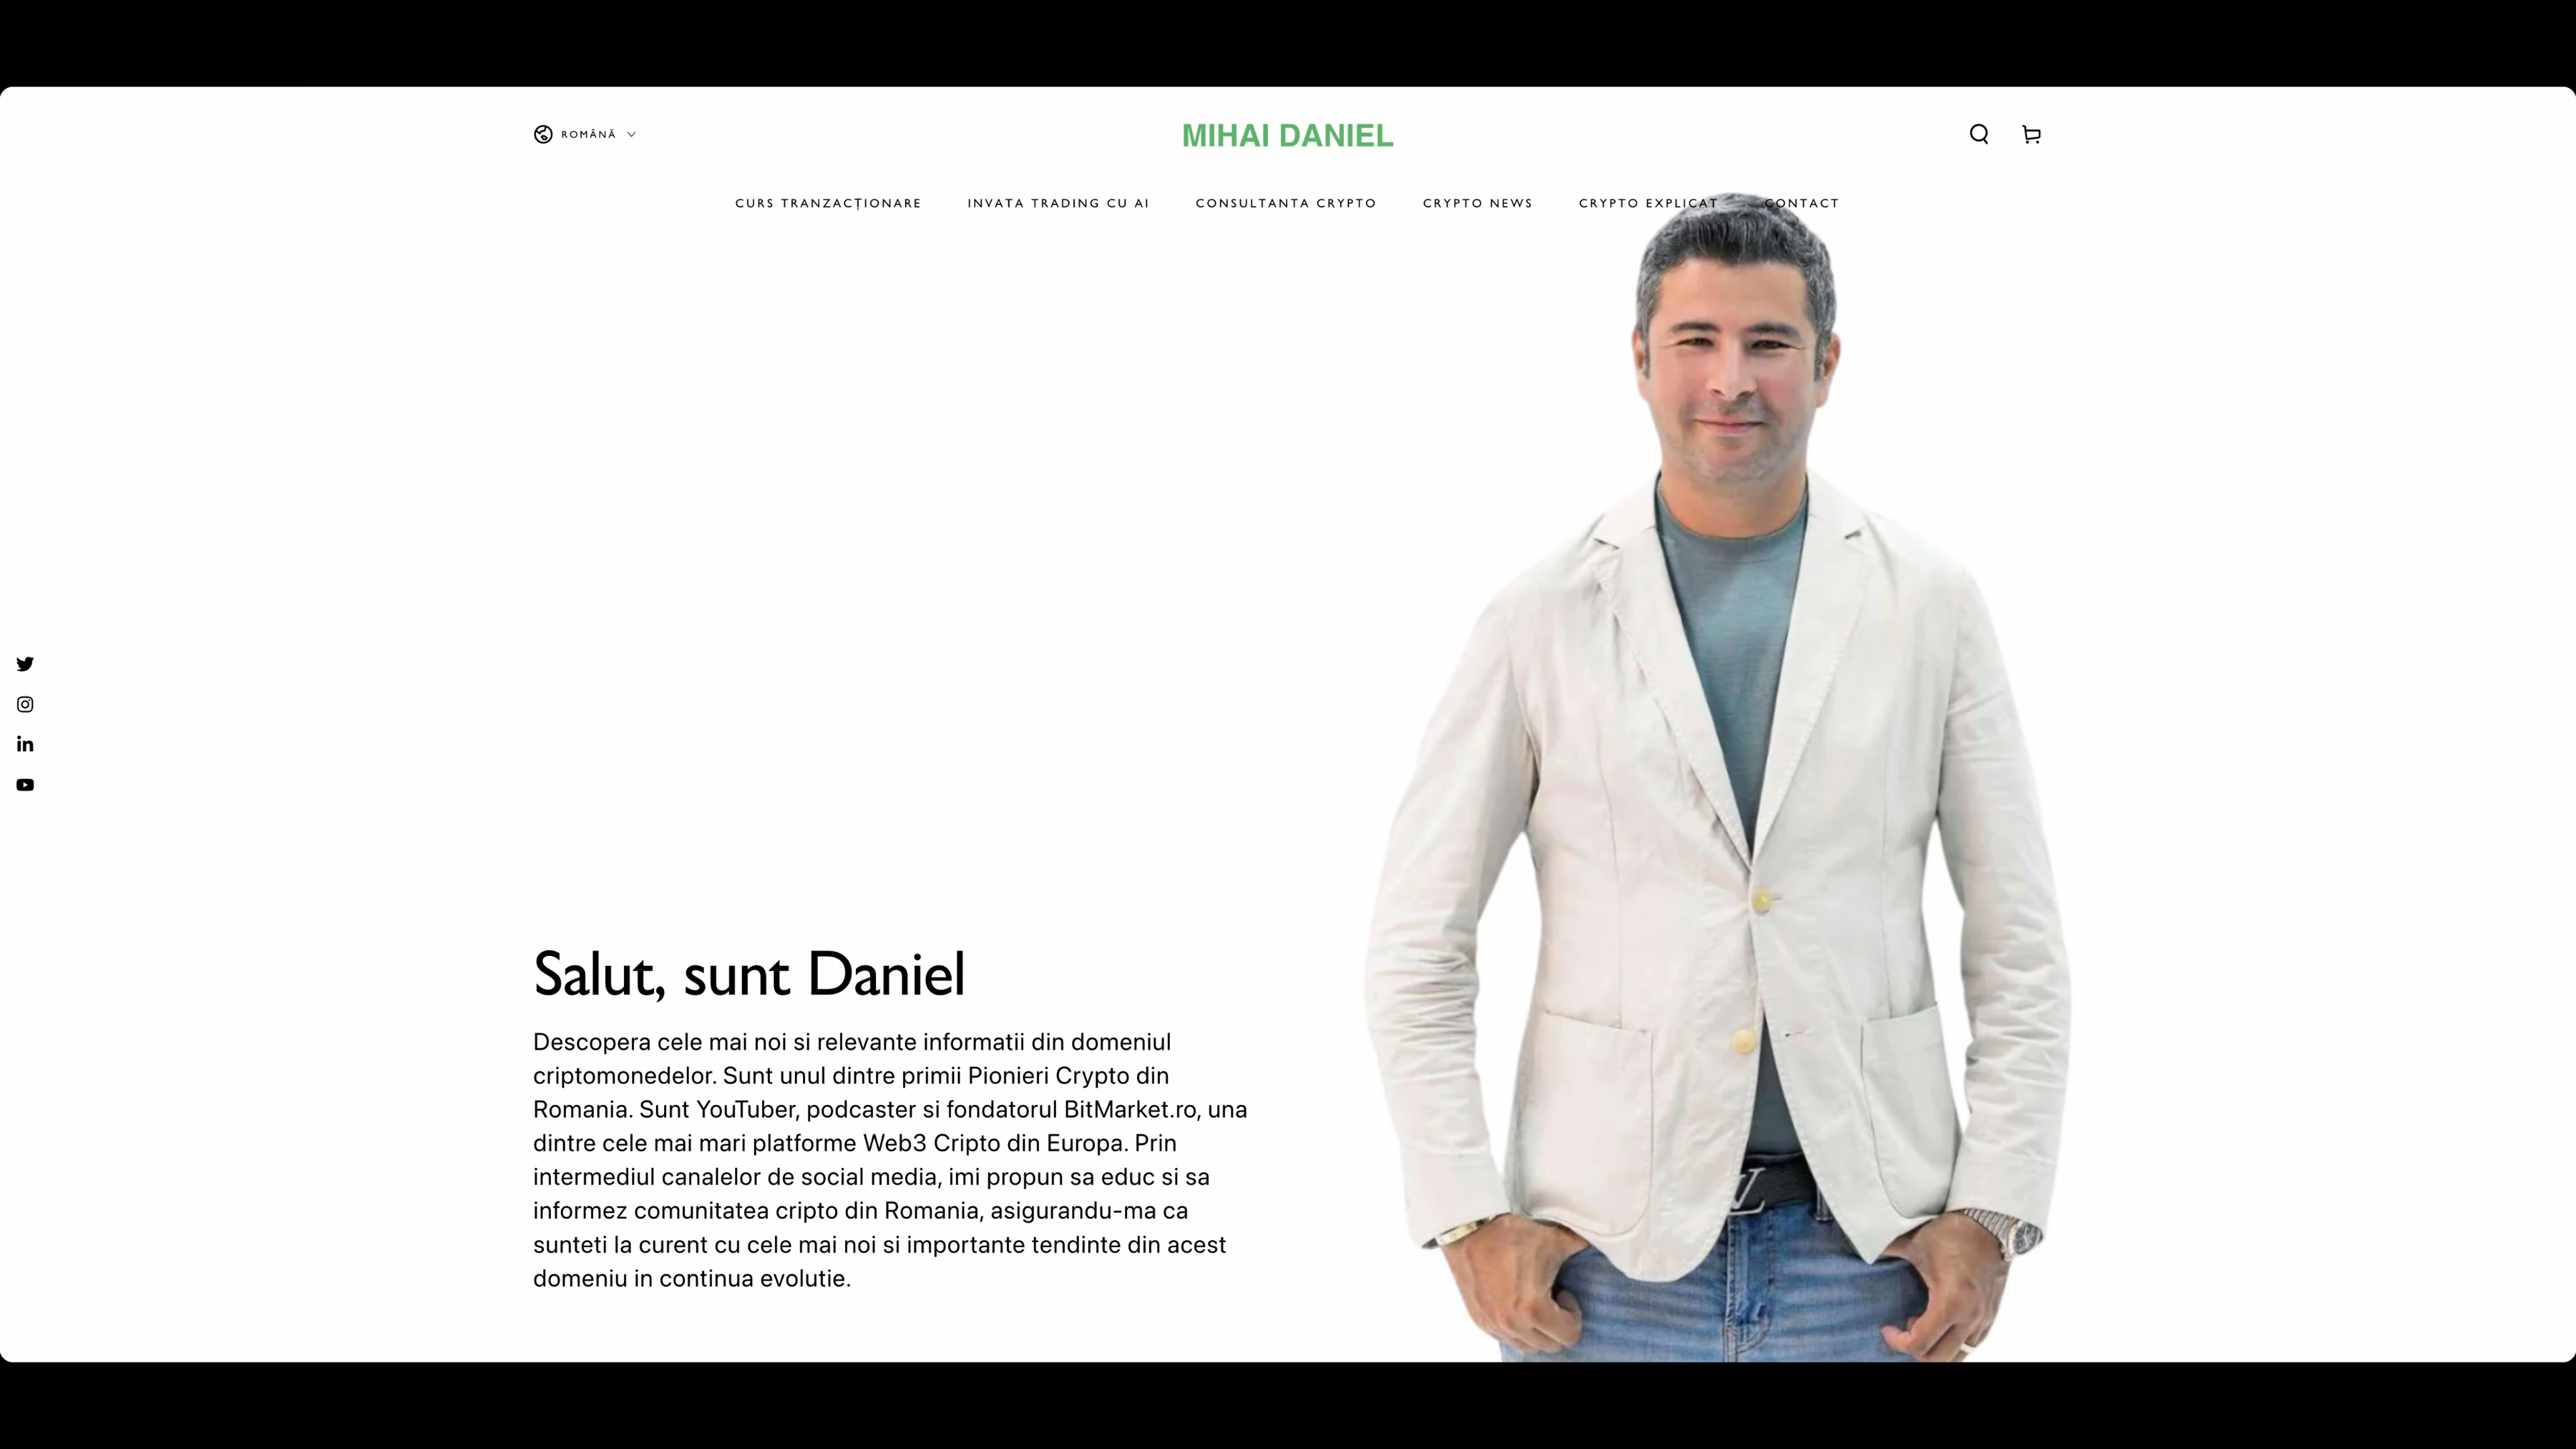 ROMÂNĂ
MIHAI DANIEL
CURS TRANZACȚIONARE INVATA TRADING CU AI CONSULTANTA CRYPTO CRYPTO NEWS CRYPTO EXPLICAT CONTACT
in
Salut, sunt Daniel
Descopera cele mai noi si relevante informatii din domeniul
criptomonedelor. Sunt unul dintre primii Pionieri Crypto din
Romania. Sunt YouTuber, podcaster si fondatorul BitMarket.ro, una
dintre cele mai mari platforme Web3 Cripto din Europa. Prin
intermediul canalelor de social media, imi propun sa educ si sa
informez comunitatea cripto din Romania, asigurandu-ma ca
sunteti la curent cu cele mai noi si importante tendinte din acest
domeniu in continua evolutie.
LV